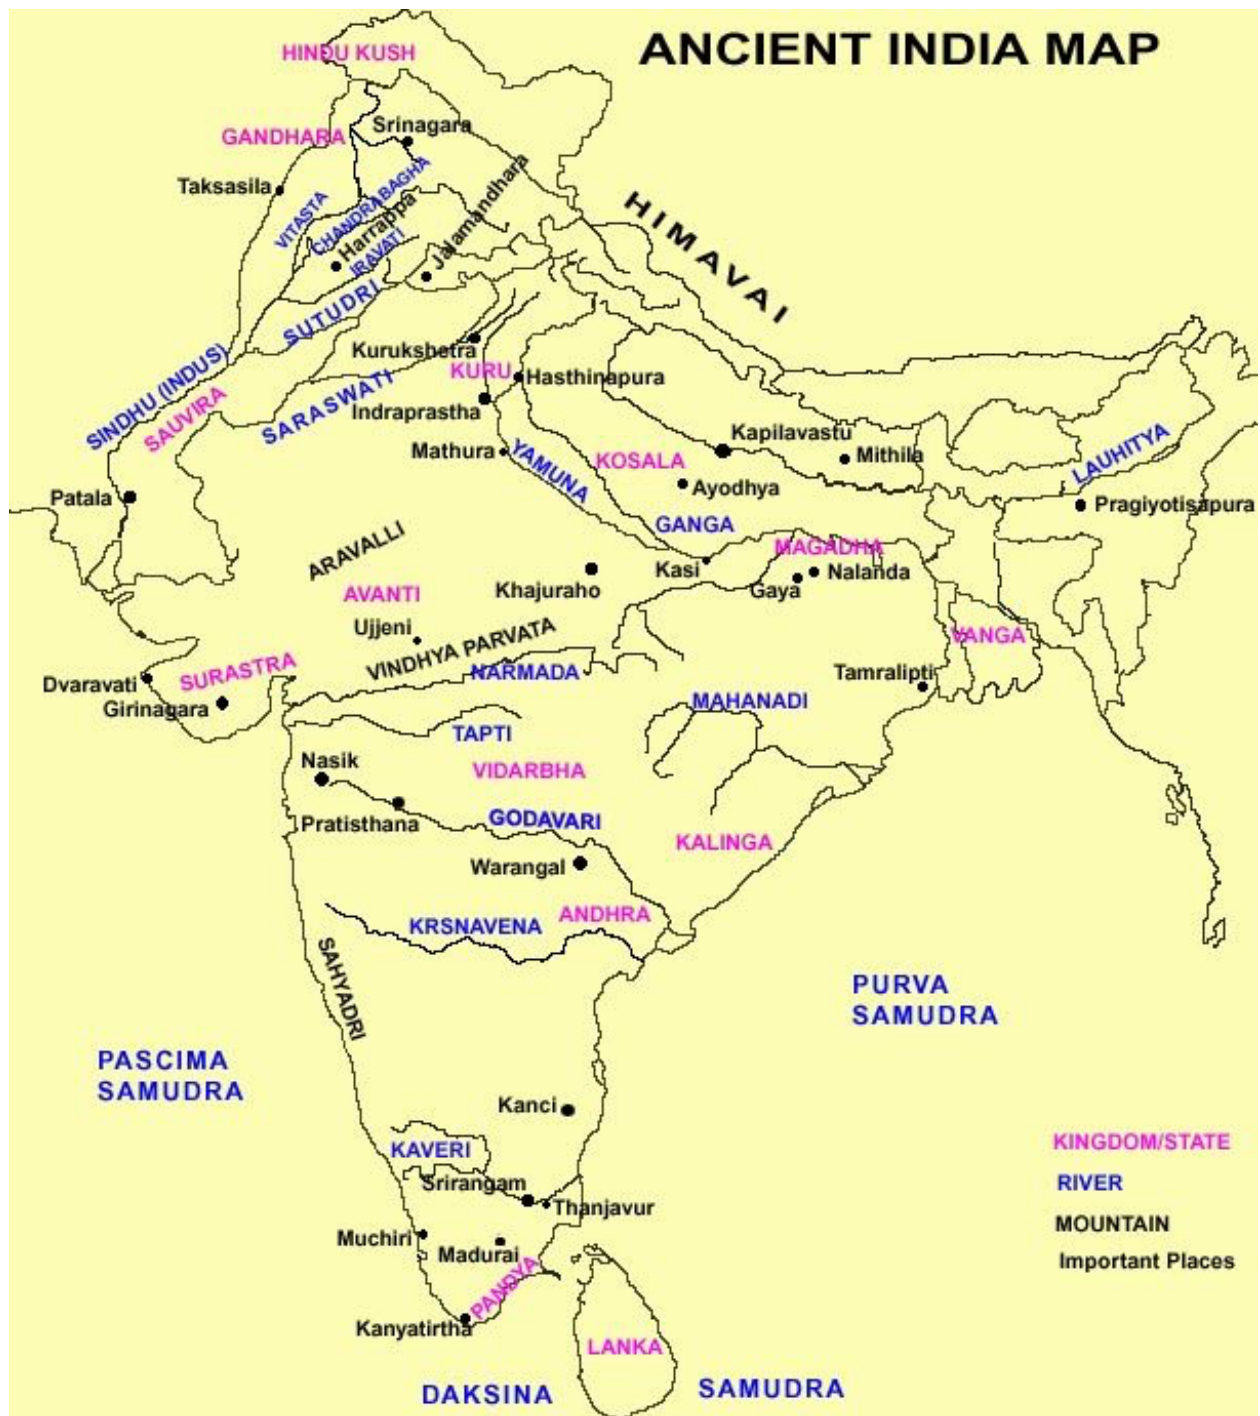 ANCIENT INDIA MAP
HINDU KUSH
GANDHARA
Srinagara
Taksasila
VITASTA
CHANDRABAGHA
Harrappa
IRAVATI
Jalamandhara
HIMAVAI
SUTUDRI
Kurukshetra
KURU
Hasthinapura
SINDHU (INDUS)
SAUVIRA
SARASWATI
Indraprastha
Mathura
YAMUNA
KOSALA
Kapilavastu
Mithila
LAUHITYA
Patala
Ayodhya
Pragiyotisapura
GANGA
ARAVALLI
MAGADHA
Kasi
Nalanda
Gaya
Khajuraho
AVANTI
Ujjeni
VINDHYA PARVATA
VANGA
SURASTRA
Dvaravati
Girinagara
NARMADA
Tamralipti
MAHANADI
TAPTI
Nasik
VIDARBHA
Pratisthana
GODAVARI
KALINGA
Warangal
ANDHRA
KRSNAVENA
SAHYADRI
PURVA
SAMUDRA
PASCIMA
SAMUDRA
Kanci
KAVERI
Srirangam
Thanjavur
Muchiri
Madurai
PANDYA
Kanyatirtha
LANKA
DAKSINA SAMUDRA
KINGDOM/STATE
RIVER
MOUNTAIN
Important Places